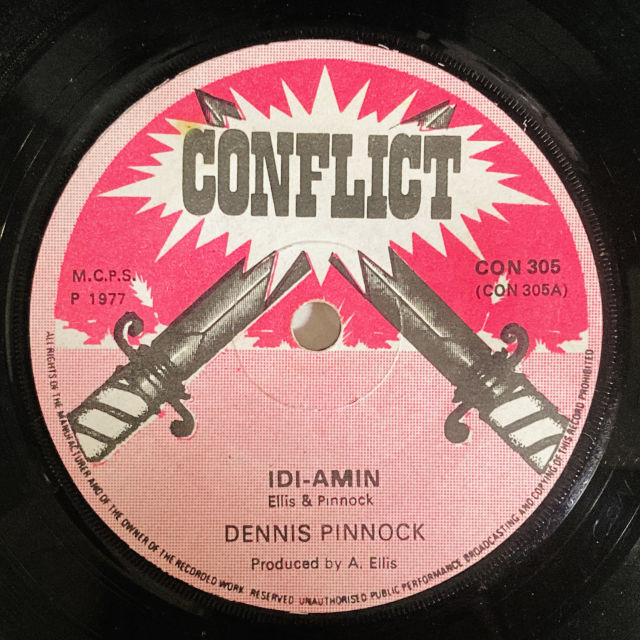 CONFLICT
M.C.P.S.
P 1977
CON 305
(CON 305A)
IDI-AMIN
Ellis & Pinnock
DENNIS PINNOCK
Produced by A. Ellis
ALL RIGHTS OF THE MANUFACTURER AND OF THE OWNER OF THE RECORDED WORK RESERVED UNAUTHORISED PUBLIC PERFORMANCE BROADCASTING AND COPYING OF THIS RECORD PROHIBITED